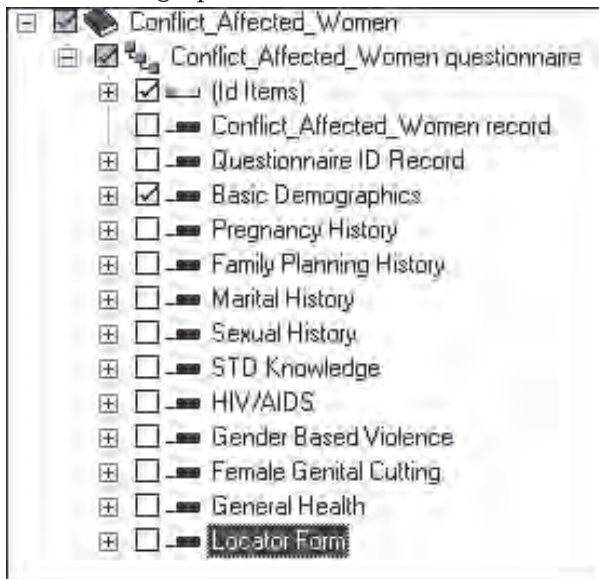 Conflict_Affected_Women
Conflict_Affected_Women questionnaire
(Id Items)
Conflict_Affected_Women record
Questionnaire ID Record
Basic Demographics
Pregnancy History
Family Planning History
Marital History
Sexual History
STD Knowledge
HIV/AIDS
Gender Based Violence
Female Genital Cutting
General Health
Locator Form